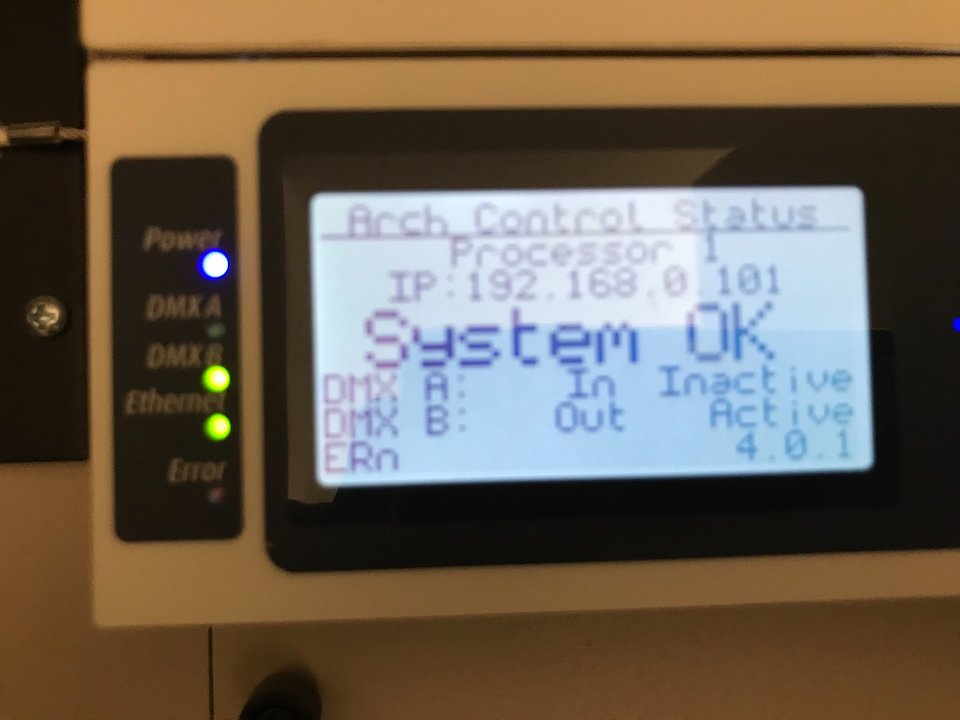 Arch Control Status
Processor 1
IP:192.168.0.101
System OK
DMX A: In Inactive
DMX B: Out Active
ERn 4.0.1
Power
DMX A
DMX B
Ethernet
Error